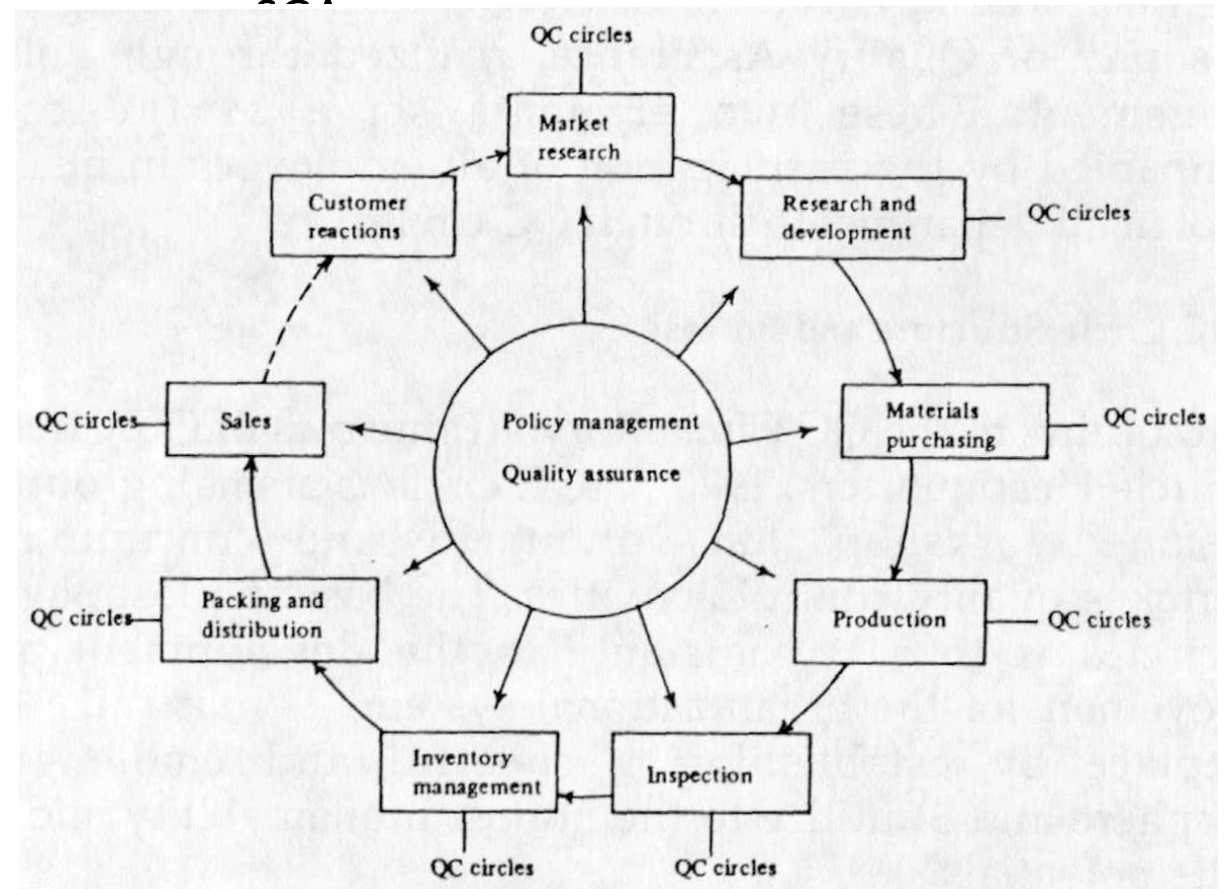 QC circles
Market
research
Customer
reactions
Research and
development
QC circles
QC circles
Sales
Policy management
Quality assurance
Materials
purchasing
QC circles
QC circles
Packing and
distribution
Production
QC circles
Inventory
management
Inspection
QC circles
QC circles